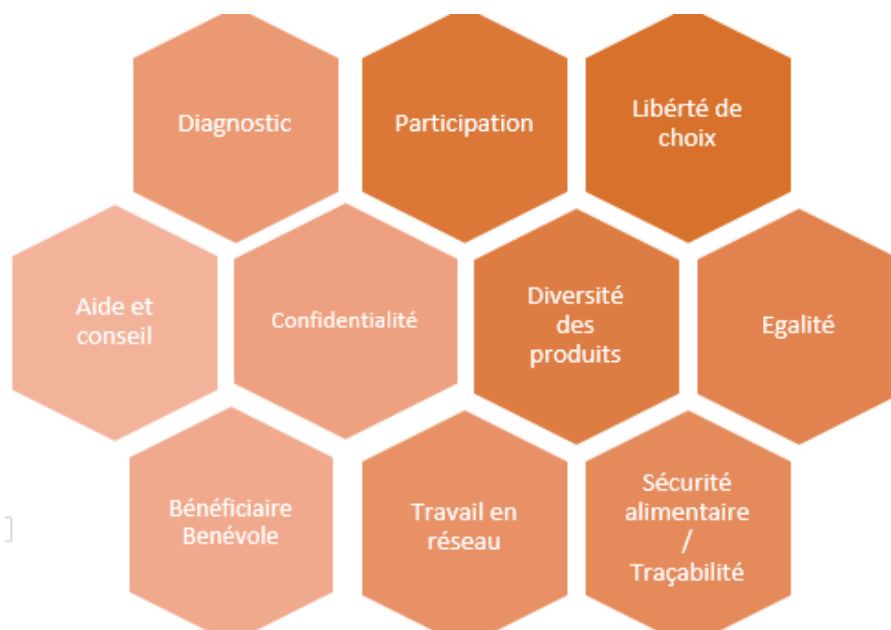 Diagnostic
Participation
Libérté de
choix
Aide et
conseil
Confidentialité
Diversité
des
produits
Egalité
Bénéficiaire
Benévole
Travail en
réseau
Sécurité
alimentaire
/
Traçabilité